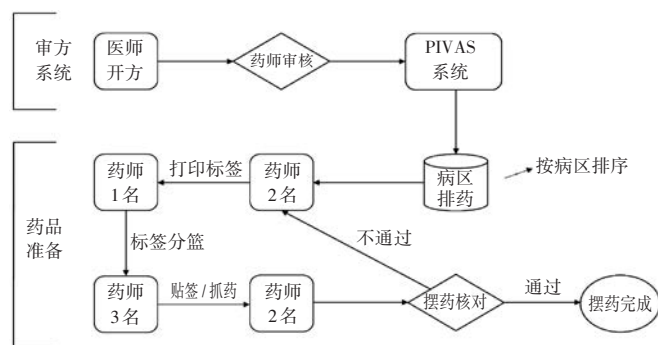 审方
系统
医师
开方
药师审核
PIVAS
系统
药品
准备
药师
1名
打印标签
药师
2名
病区
排药
按病区排序
标签分篮
不通过
药师
3名
贴签/抓药
药师
2名
摆药核对
通过
摆药完成